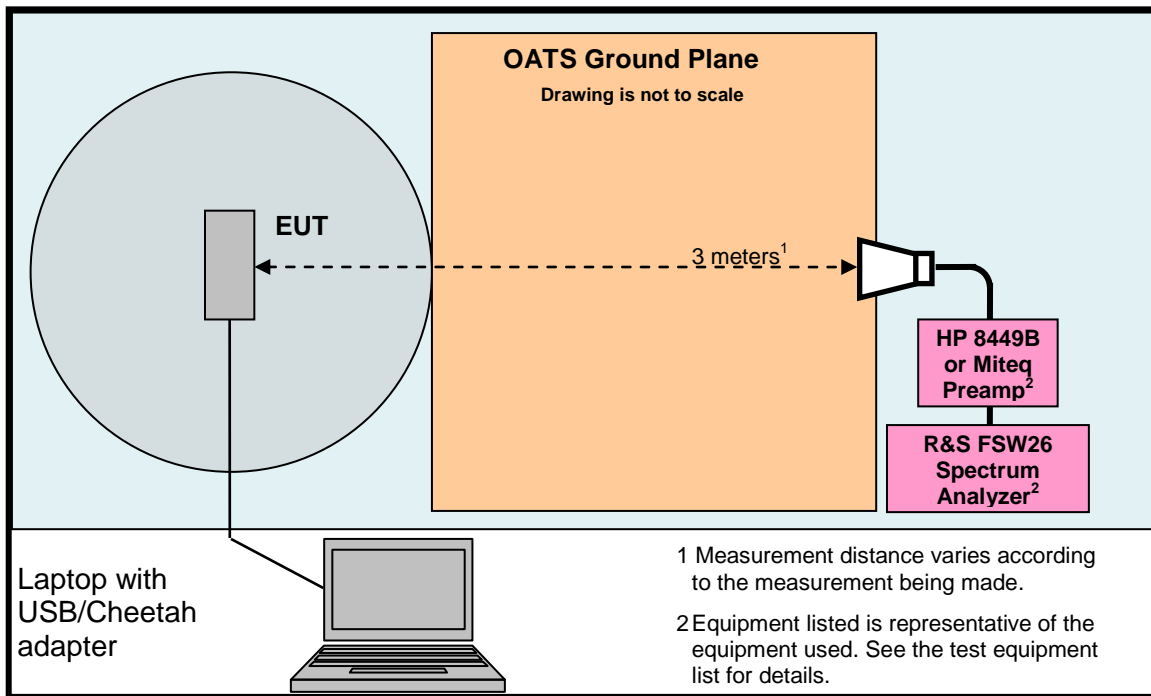 OATS Ground Plane
Drawing is not to scale
EUT
3 meters1
HP 8449B
or Miteq
Preamp2
R&S FSW26
Spectrum
Analyzer2
Laptop with
USB/Cheetah
adapter
1 Measurement distance varies according
to the measurement being made.
2 Equipment listed is representative of the
equipment used. See the test equipment
list for details.